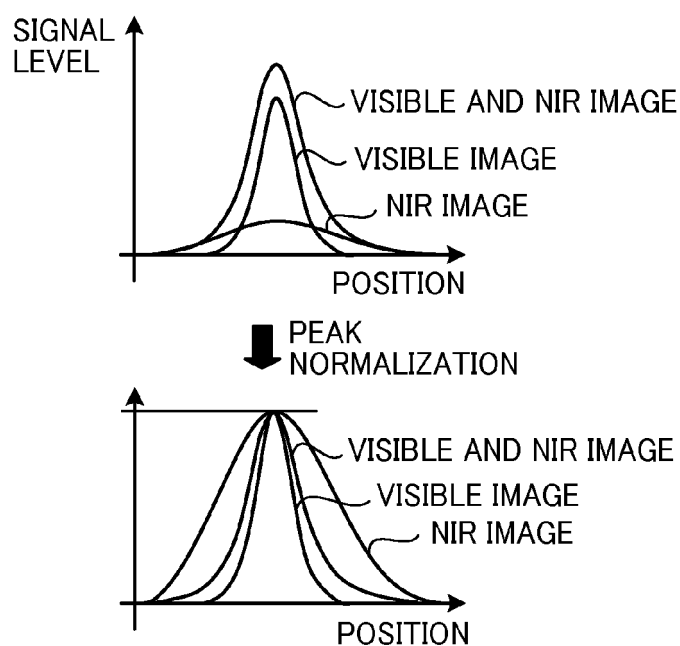 SIGNAL
LEVEL
VISIBLE AND NIR IMAGE
VISIBLE IMAGE
NIR IMAGE
POSITION
PEAK
NORMALIZATION
VISIBLE AND NIR IMAGE
VISIBLE IMAGE
NIR IMAGE
POSITION